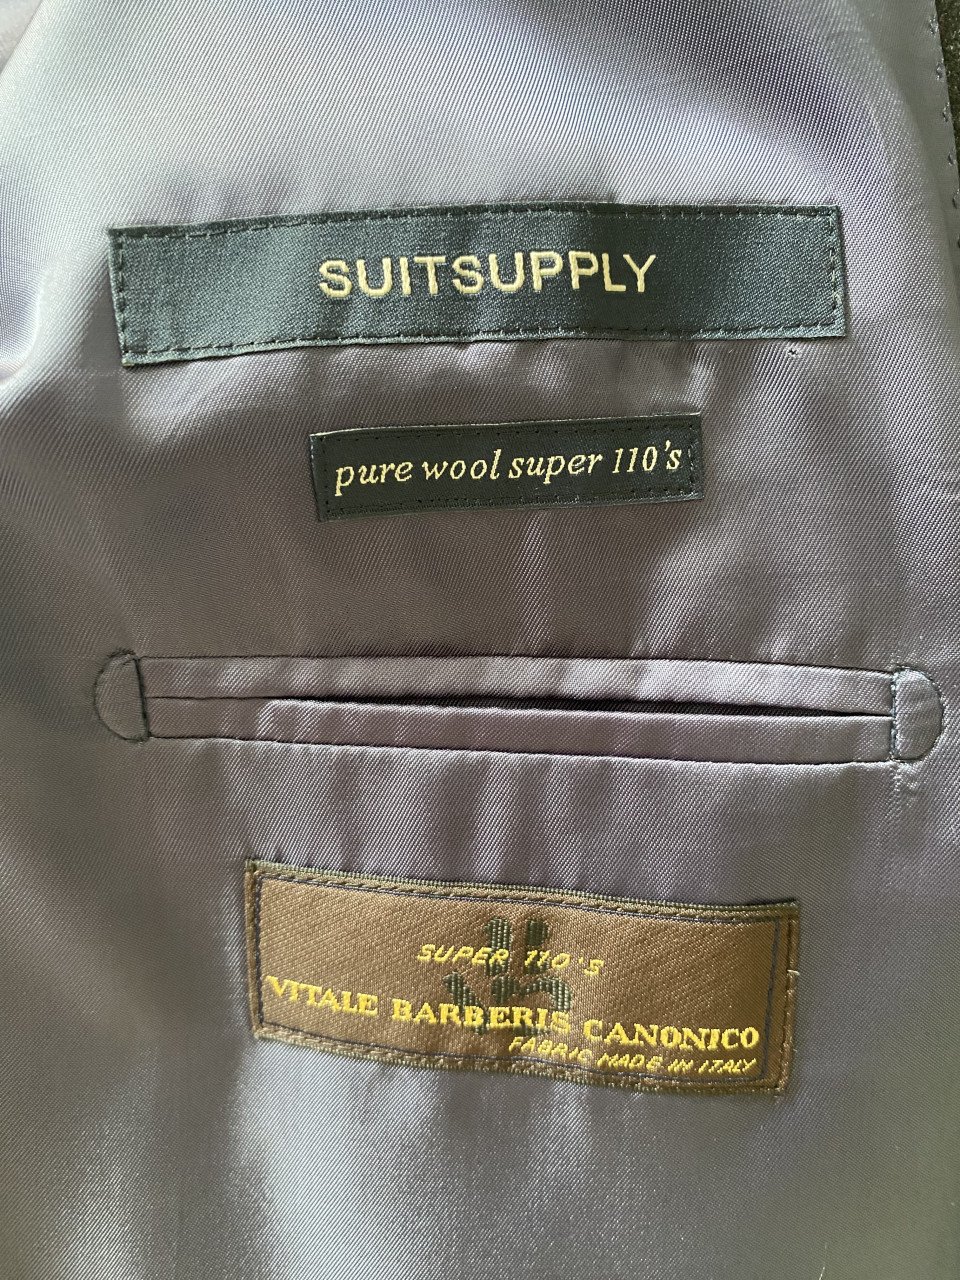 SUITSUPPLY
pure wool super 110's
SUPER 110'S
VITALE BARBERIS CANONICO
FABRIC MADE IN ITALY